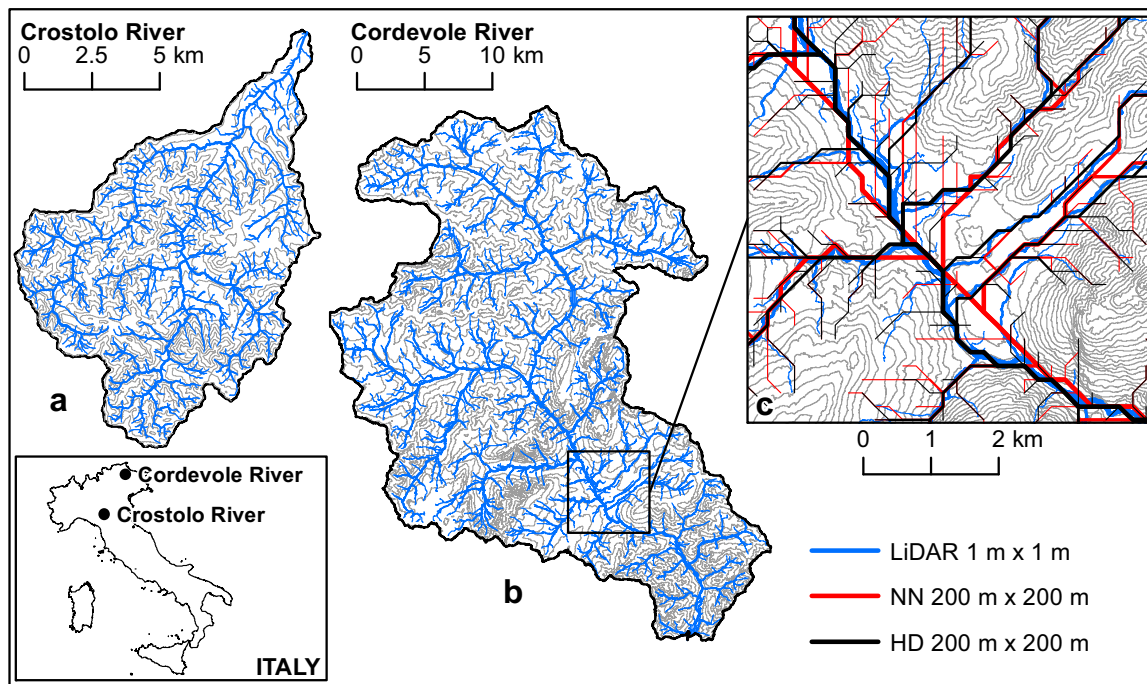 Crostolo River
0 2.5 5 km
a
Cordevole River
0 5 10 km
b
c
0 1 2 km
Cordevole River
Crostolo River
ITALY
LiDAR 1 m x 1 m
NN 200 m x 200 m
HD 200 m x 200 m